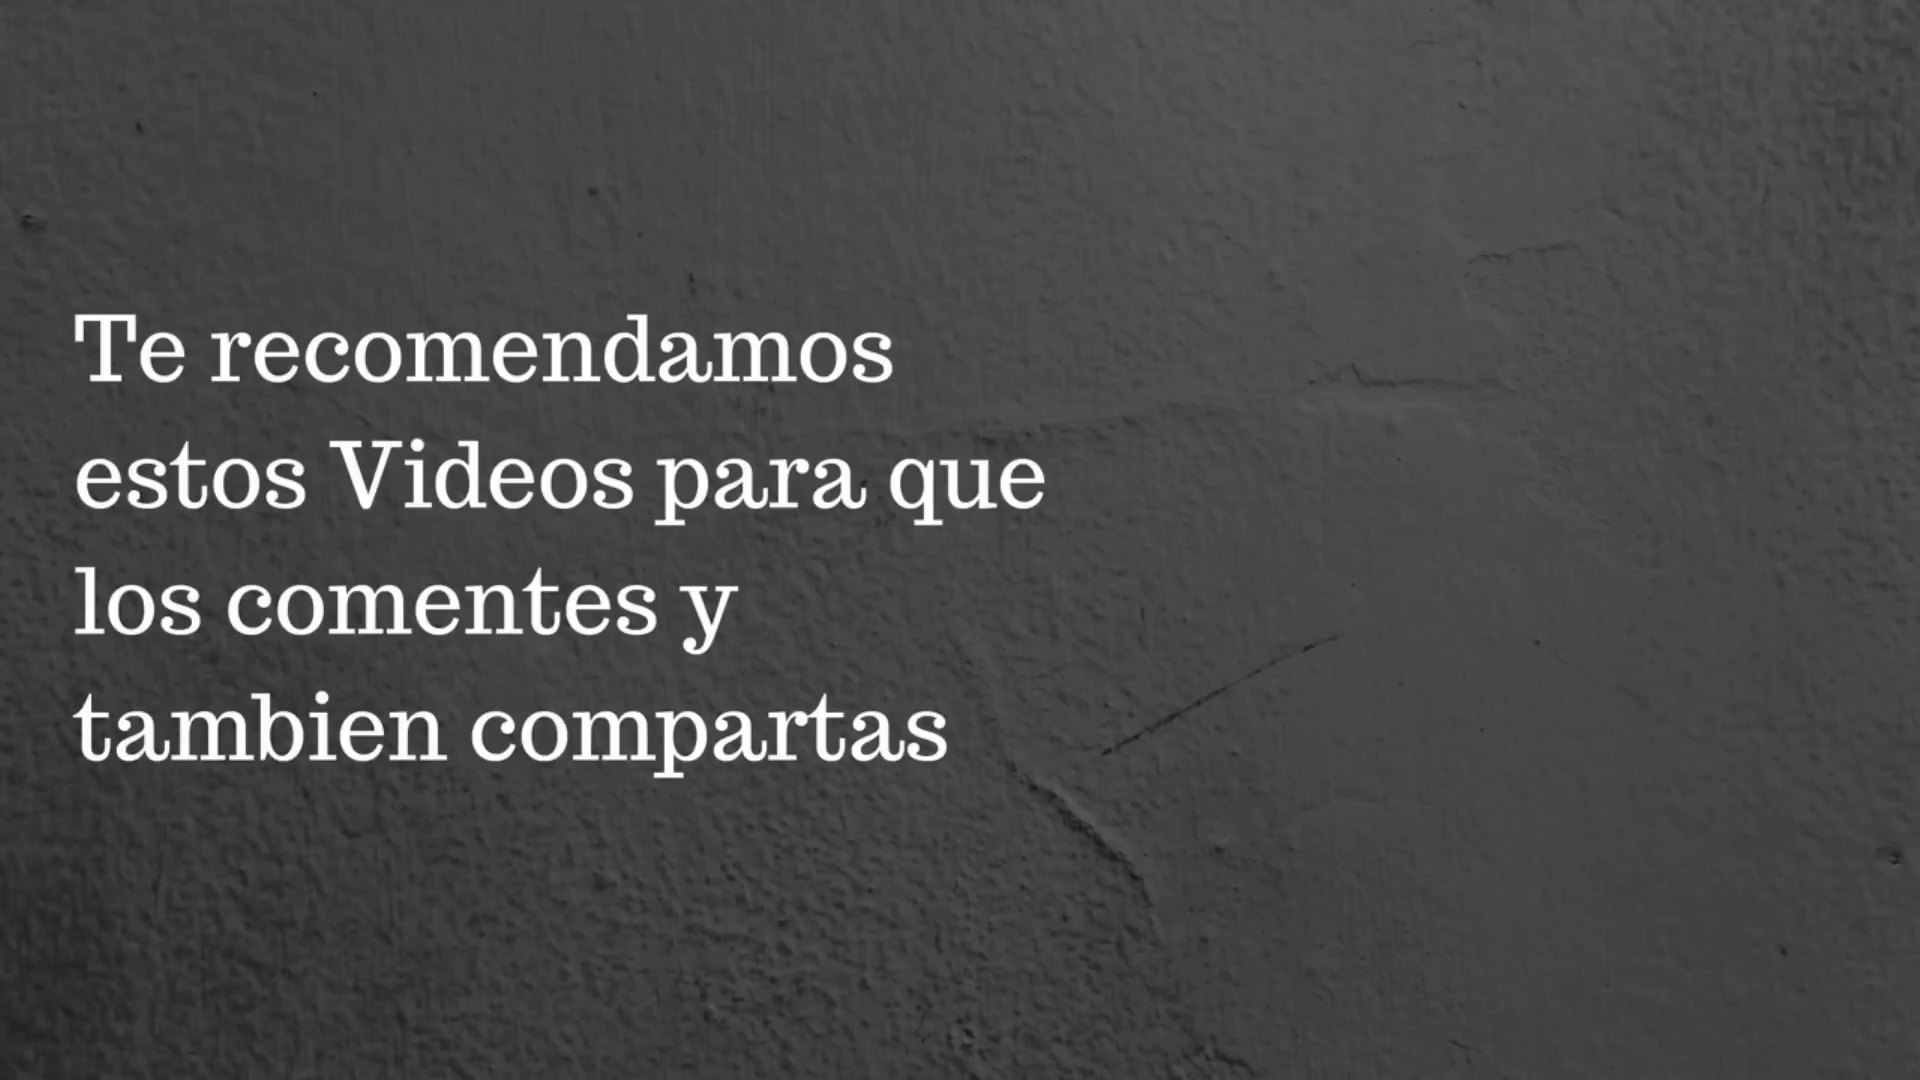 Te recomendamos
estos Videos para que
los comentes y
tambien compartas